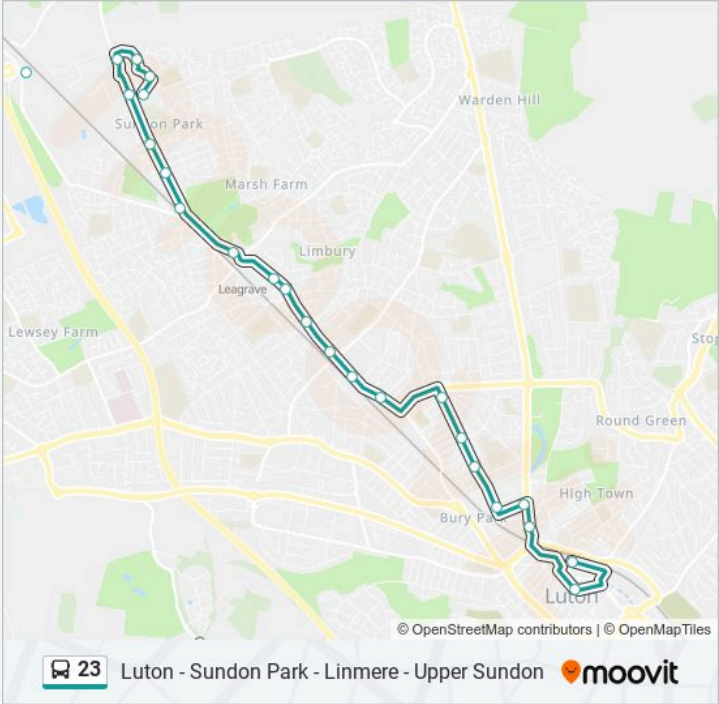 Warden Hill
Sundon Park
Marsh Farm
Limbury
Leagrave
Lewsey Farm
Stop
Round Green
High Town
Bury Park
Luton
© OpenStreetMap contributors | © OpenMapTiles
23 Luton - Sundon Park - Linmere - Upper Sundon moovit